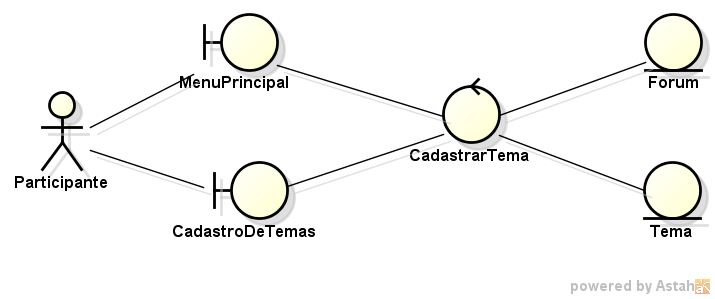 MenuPrincipal
Forum
CadastrarTema
Participante
CadastroDeTemas
Tema
powered by Astah